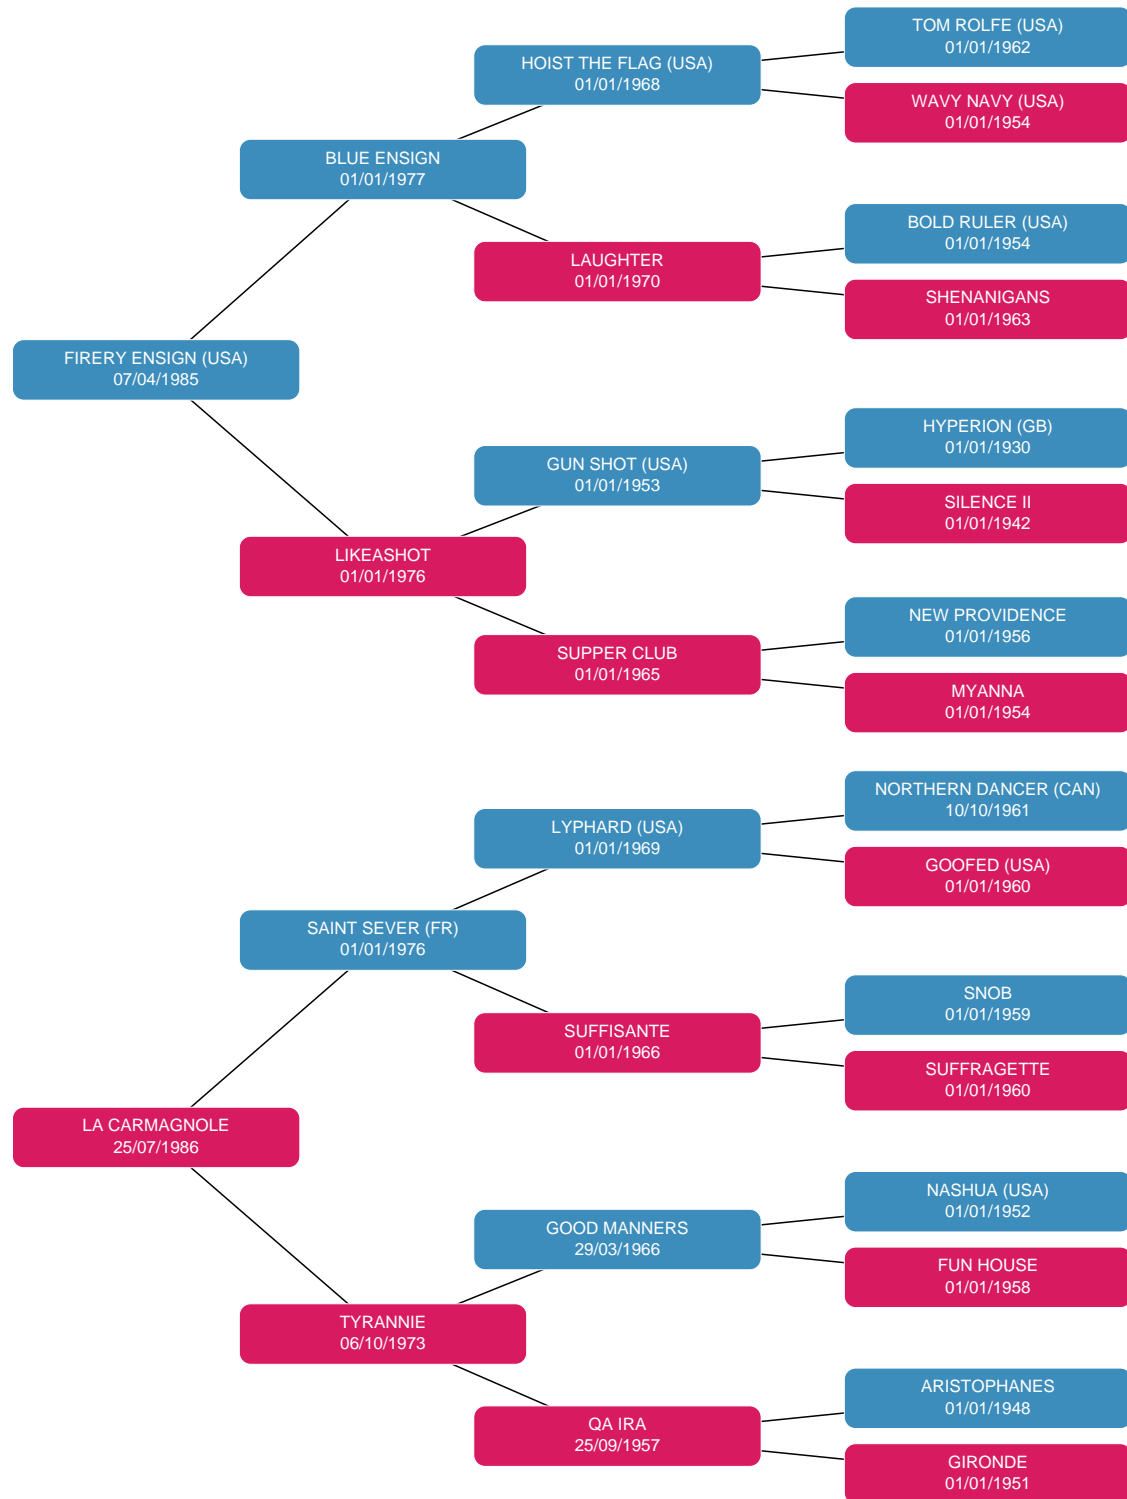 TOM ROLFE (USA)
01/01/1962
HOIST THE FLAG (USA)
01/01/1968
WAVY NAVY (USA)
01/01/1954
BLUE ENSIGN
01/01/1977
BOLD RULER (USA)
01/01/1954
LAUGHTER
01/01/1970
SHENANIGANS
01/01/1963
FIRERY ENSIGN (USA)
07/04/1985
HYPERION (GB)
01/01/1930
GUN SHOT (USA)
01/01/1953
SILENCE II
01/01/1942
LIKEASHOT
01/01/1976
NEW PROVIDENCE
01/01/1956
SUPPER CLUB
01/01/1965
MYANNA
01/01/1954
NORTHERN DANCER (CAN)
10/10/1961
LYPHARD (USA)
01/01/1969
GOOFED (USA)
01/01/1960
SAINT SEVER (FR)
01/01/1976
SNOB
01/01/1959
SUFFISANTE
01/01/1966
SUFFRAGETTE
01/01/1960
LA CARMAGNOLE
25/07/1986
NASHUA (USA)
01/01/1952
GOOD MANNERS
29/03/1966
FUN HOUSE
01/01/1958
TYRANNIE
06/10/1973
ARISTOPHANES
01/01/1948
QA IRA
25/09/1957
GIRONDE
01/01/1951